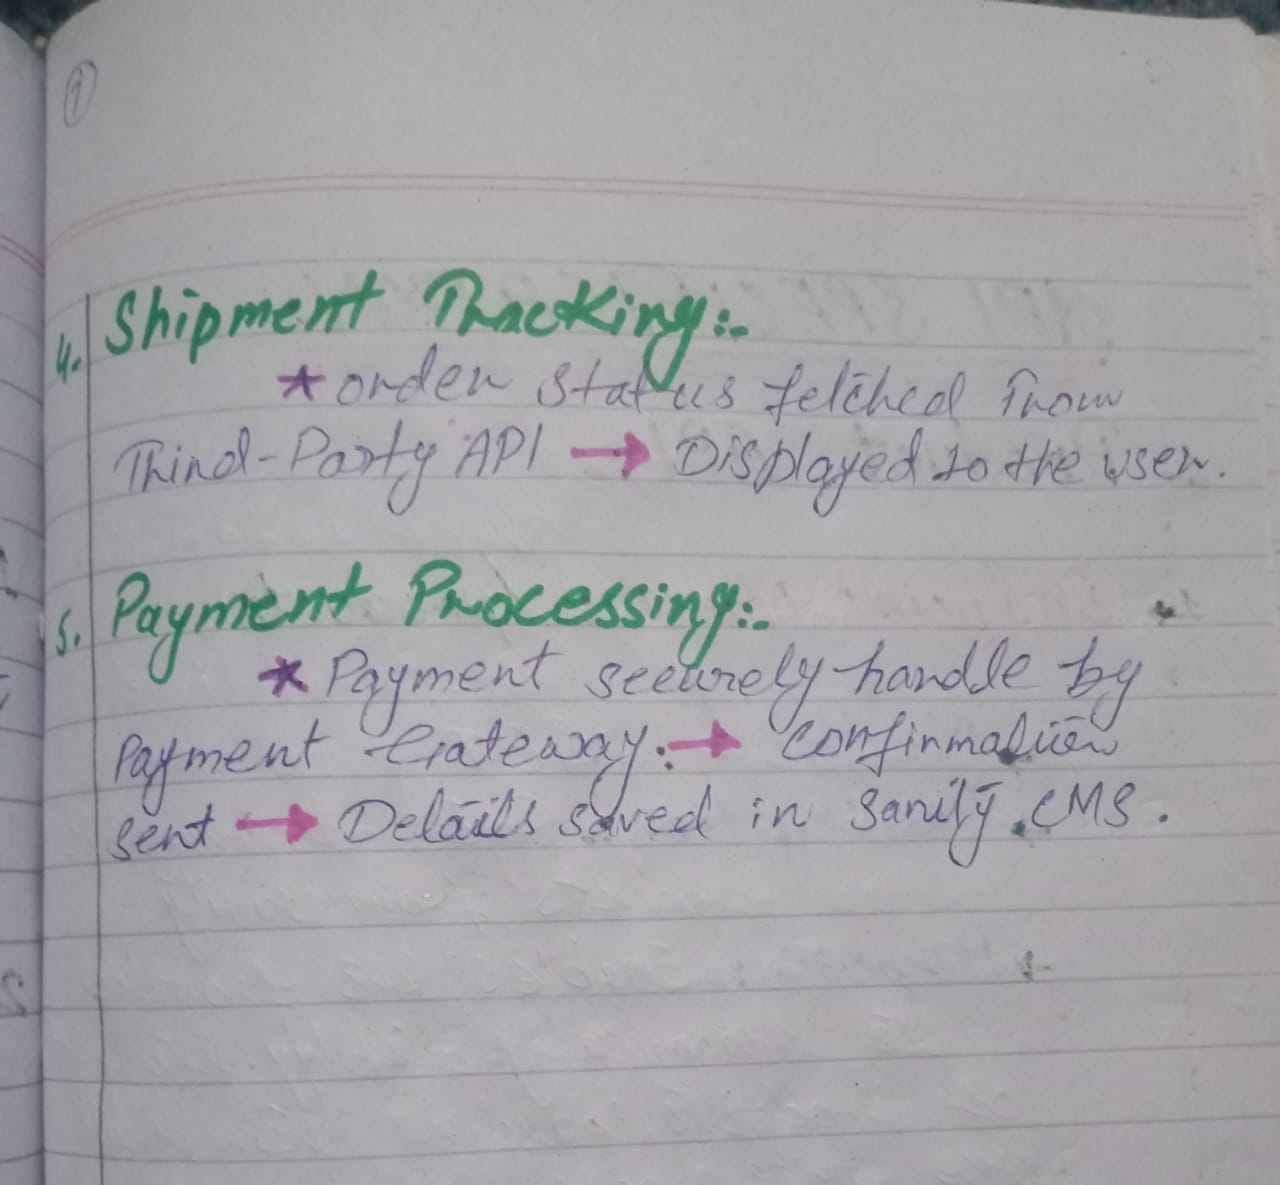 4. Shipment Tracking:-
* order status fetched from
Third-Party API → Displayed to the user.
5. Payment Processing:-
* Payment securely handle by
Payment Gateway. → confirmation
sent → Details saved in Sanity CMS.